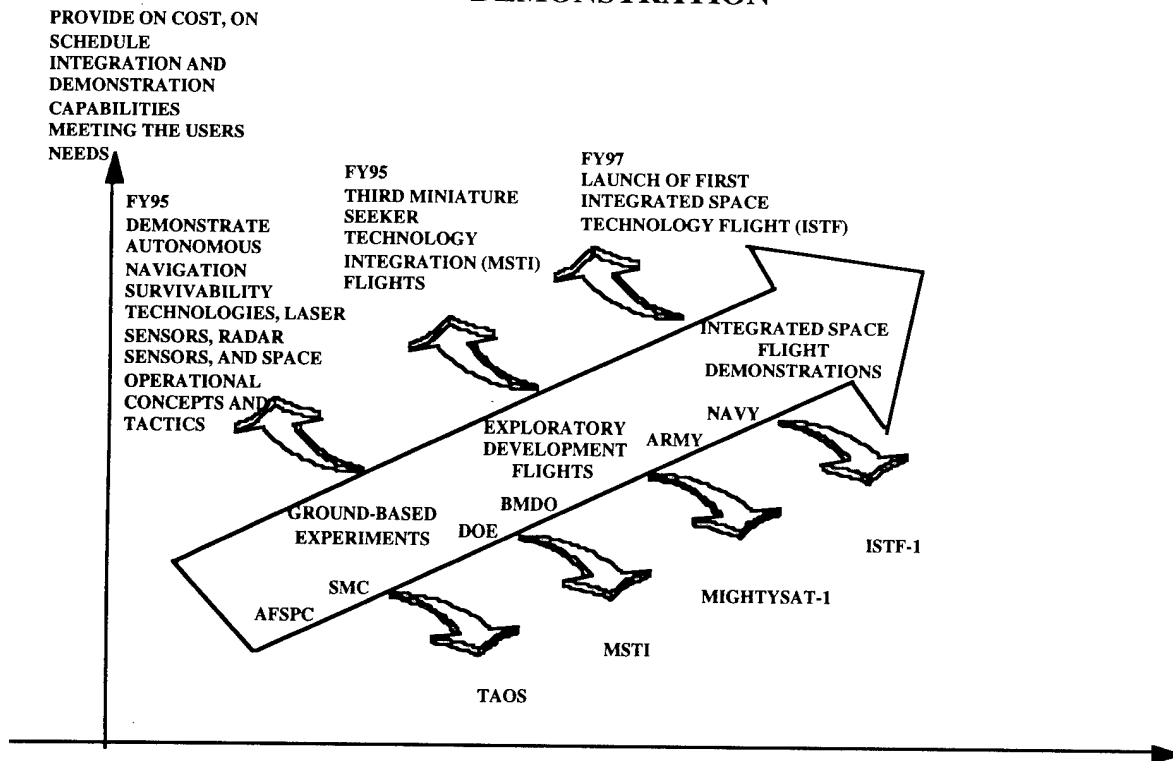 DEMONSTRATION
PROVIDE ON COST, ON
SCHEDULE
INTEGRATION AND
DEMONSTRATION
CAPABILITIES
MEETING THE USERS
NEEDS
FY95
DEMONSTRATE
AUTONOMOUS
NAVIGATION
SURVIVABILITY
TECHNOLOGIES, LASER
SENSORS, RADAR
SENSORS, AND SPACE
OPERATIONAL
CONCEPTS AND
TACTICS
FY95
THIRD MINIATURE
SEEKER
TECHNOLOGY
INTEGRATION (MSTI)
FLIGHTS
FY97
LAUNCH OF FIRST
INTEGRATED SPACE
TECHNOLOGY FLIGHT (ISTF)
INTEGRATED SPACE
FLIGHT
DEMONSTRATIONS
EXPLORATORY
DEVELOPMENT
FLIGHTS
GROUND-BASED
EXPERIMENTS
AFSPC
SMC
DOE
BMDO
ARMY
NAVY
TAOS
MSTI
MIGHTYSAT-1
ISTF-1